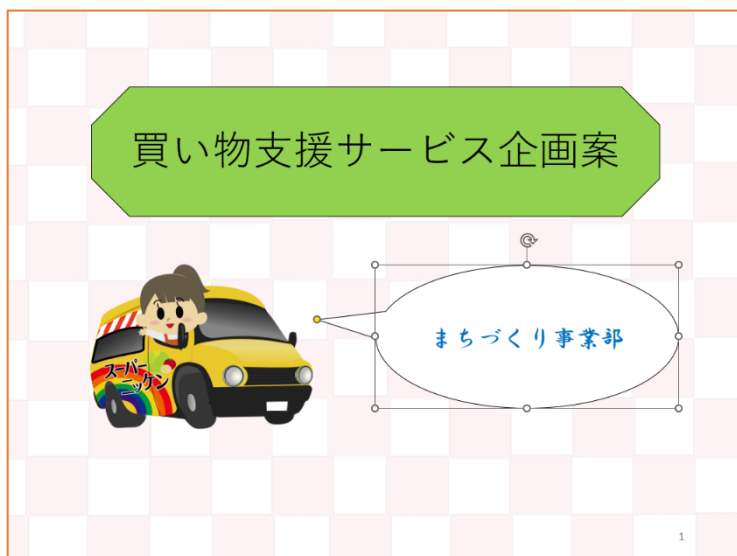 買い物支援サービス企画案
まちづくり事業部
スーパー
ニッケン
1